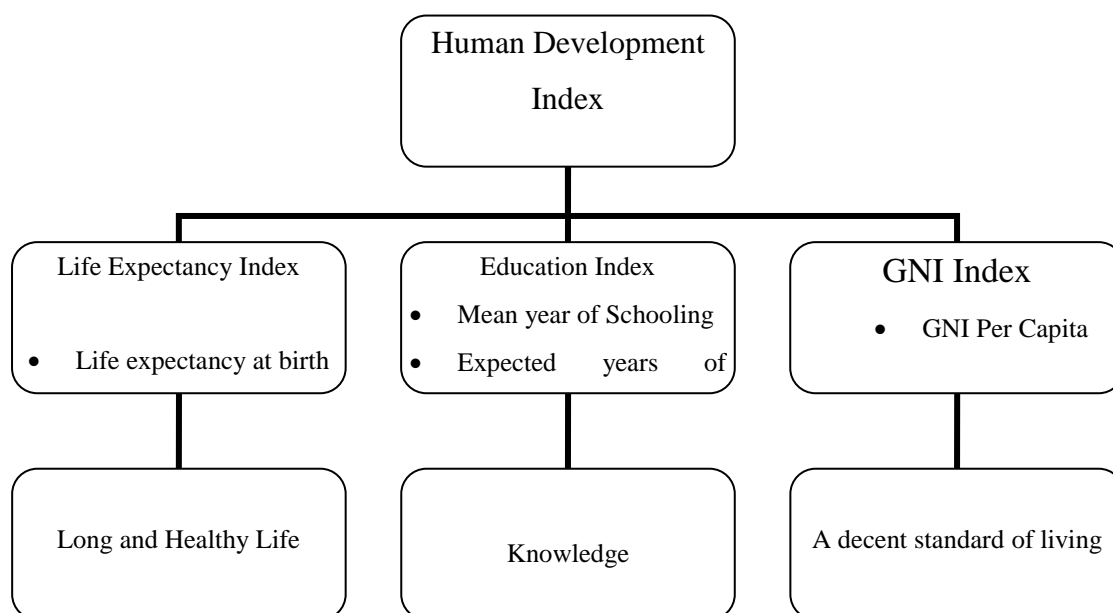 Human Development
Index
Life Expectancy Index
• Life expectancy at birth
Education Index
• Mean year of Schooling
• Expected years of
GNI Index
• GNI Per Capita
Long and Healthy Life
Knowledge
A decent standard of living